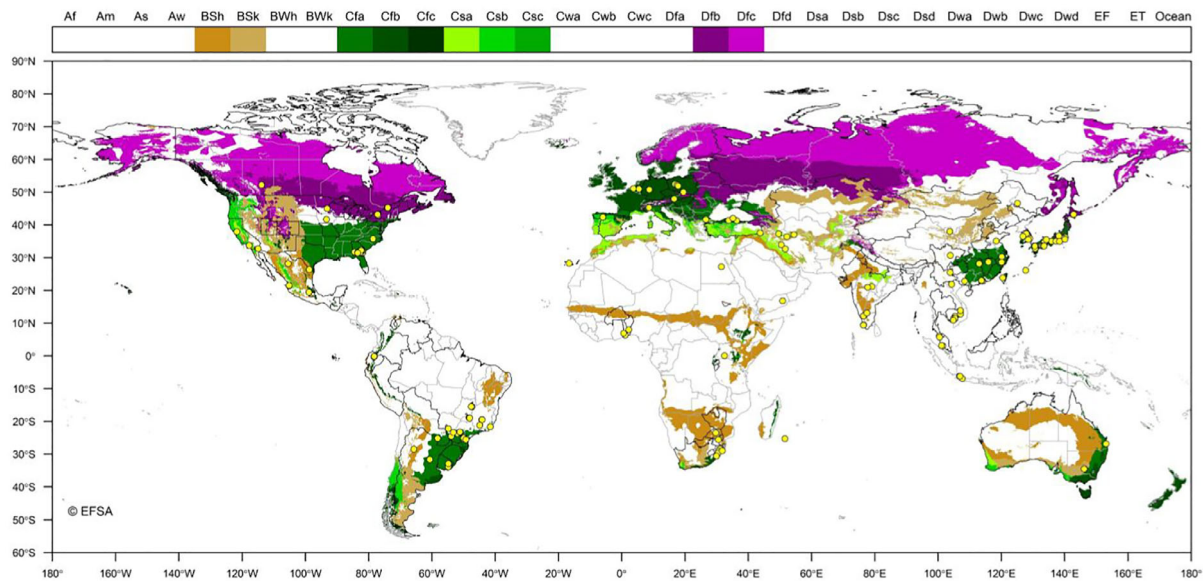 Af Am As Aw BSh BSk BWh BWk Cfa Cfb Cfc Csa Csb Csc Cwa Cwb Cwc Dfa Dfb Dfc Dfd Dsa Dsb Dsc Dsd Dwa Dwb Dwc Dwd EF ET Ocean
90°N
80°N
70°N
60°N
50°N
40°N
30°N
20°N
10°N
0°
10°S
20°S
30°S
40°S
50°S
60°S
© EFSA
180° 160°W 140°W 120°W 100°W 80°W 60°W 40°W 20°W 0° 20°E 40°E 60°E 80°E 100°E 120°E 140°E 160°E 180°